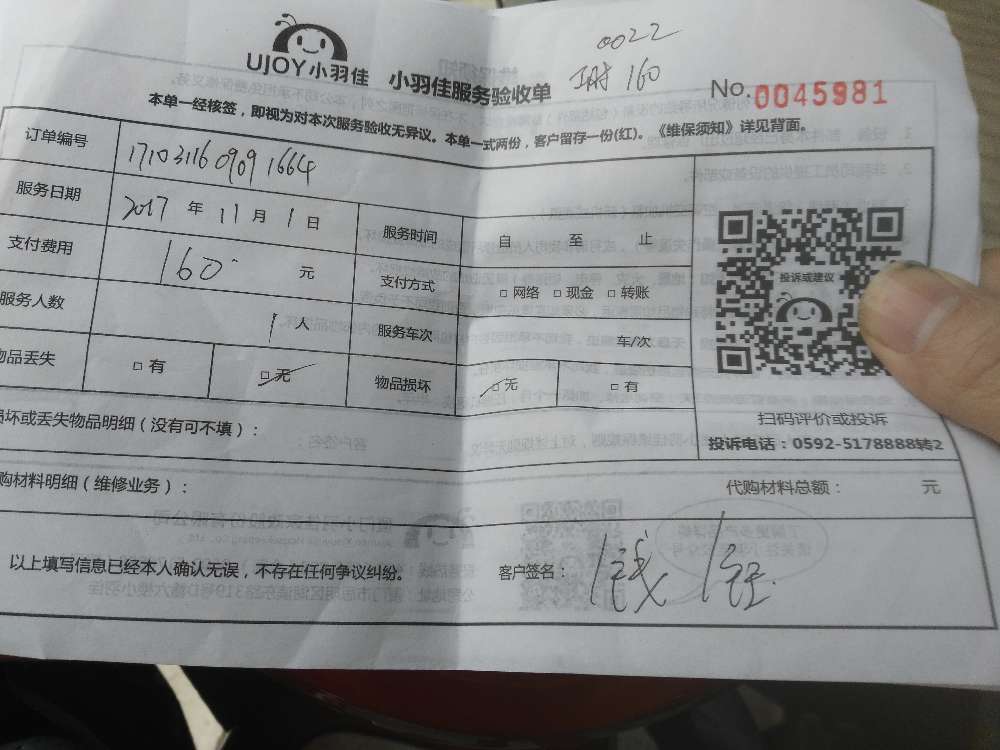 0022
UJOY小羽佳 小羽佳服务验收单 160 No.0045981
本单一经核签，即视为对本次服务验收无异议。本单一式两份，客户留存一份(红)。《维保须知》详见背面。
订单编号 171031160909 1664
服务日期 2017 年 11 月 1 日 服务时间 自 至 止
支付费用 160 元 支付方式 □ 网络 □ 现金 □ 转账
服务人数 1 人 服务车次 车/次
物品丢失 □ 有 □ 无 物品损坏 □ 无 □ 有
投诉或建议
扫码评价或投诉
投诉电话：0592-5178888转2
损坏或丢失物品明细（没有可不填）：
购材料明细（维修业务）： 代购材料总额： 元
以上填写信息已经本人确认无误，不存在任何争议纠纷。 客户签名：